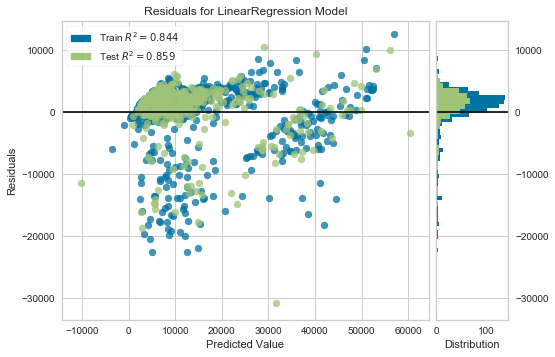 Residuals for LinearRegression Model
Train R² = 0.844
Test R² = 0.859
Residuals
10000
0
−10000
−20000
−30000
10000
0
−10000
−20000
−30000
−10000 0 10000 20000 30000 40000 50000 60000
0 100
Predicted Value
Distribution